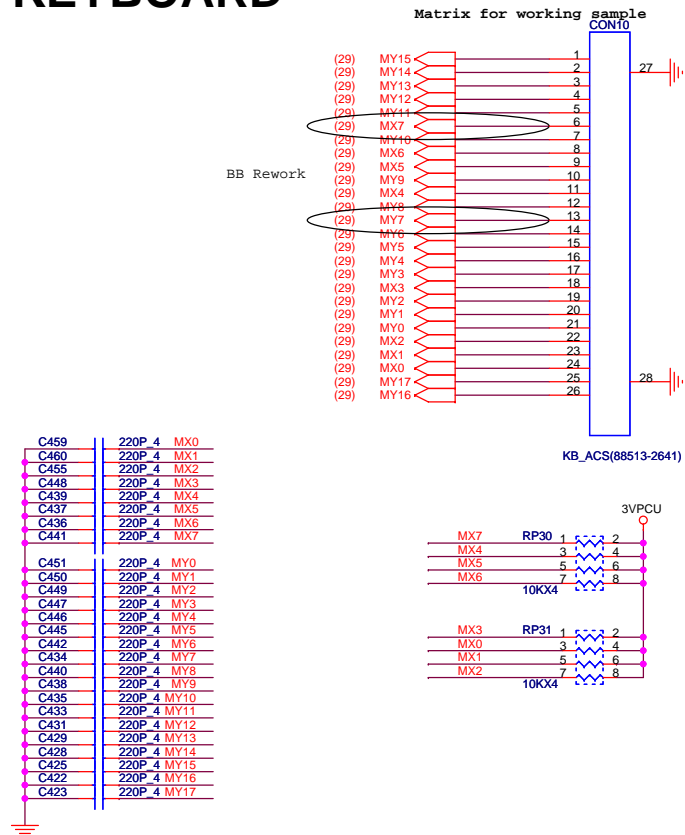 KEYBOARD
Matrix for working sample
CON10
(29) MY15 1
(29) MY14 2 27
(29) MY13 3
(29) MY12 4
(29) MY11 5
(29) MX7 6
(29) MY10 7
(29) MX6 8
(29) MX5 9
BB Rework
(29) MY9 10
(29) MX4 11
(29) MY8 12
(29) MY7 13
(29) MY6 14
(29) MY5 15
(29) MY4 16
(29) MY3 17
(29) MX3 18
(29) MY2 19
(29) MY1 20
(29) MY0 21
(29) MX2 22
(29) MX1 23
(29) MX0 24
(29) MY17 25 28
(29) MY16 26
KB_ACS(88513-2641)
C459 220P_4 MX0
C460 220P_4 MX1
C455 220P_4 MX2
C448 220P_4 MX3
C439 220P_4 MX4
C437 220P_4 MX5
C436 220P_4 MX6
C441 220P_4 MX7
C451 220P_4 MY0
C450 220P_4 MY1
C449 220P_4 MY2
C447 220P_4 MY3
C446 220P_4 MY4
C445 220P_4 MY5
C442 220P_4 MY6
C434 220P_4 MY7
C440 220P_4 MY8
C438 220P_4 MY9
C435 220P_4 MY10
C433 220P_4 MY11
C431 220P_4 MY12
C429 220P_4 MY13
C428 220P_4 MY14
C425 220P_4 MY15
C422 220P_4 MY16
C423 220P_4 MY17
3VPCU
MX7 RP30 1 2
MX4 3 4
MX5 5 6
MX6 7 8
10KX4
MX3 RP31 1 2
MX0 3 4
MX1 5 6
MX2 7 8
10KX4